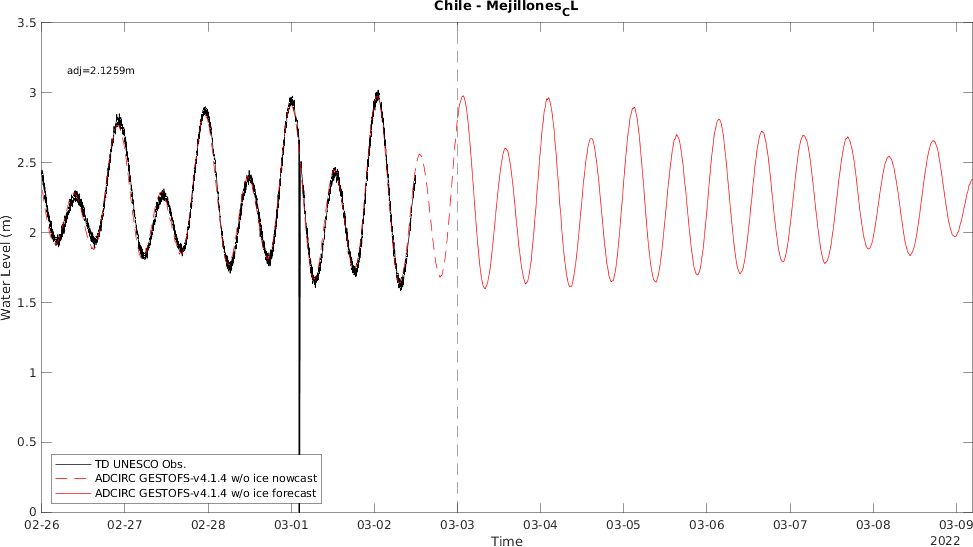 Chile - Mejillones_CL
3.5
adj=2.1259m
3
2.5
2
1.5
1
0.5
0
Water Level (m)
TD UNESCO Obs.
ADCIRC GESTOFS-v4.1.4 w/o ice nowcast
ADCIRC GESTOFS-v4.1.4 w/o ice forecast
02-26 02-27 02-28 03-01 03-02 03-03 03-04 03-05 03-06 03-07 03-08 03-09
Time
2022